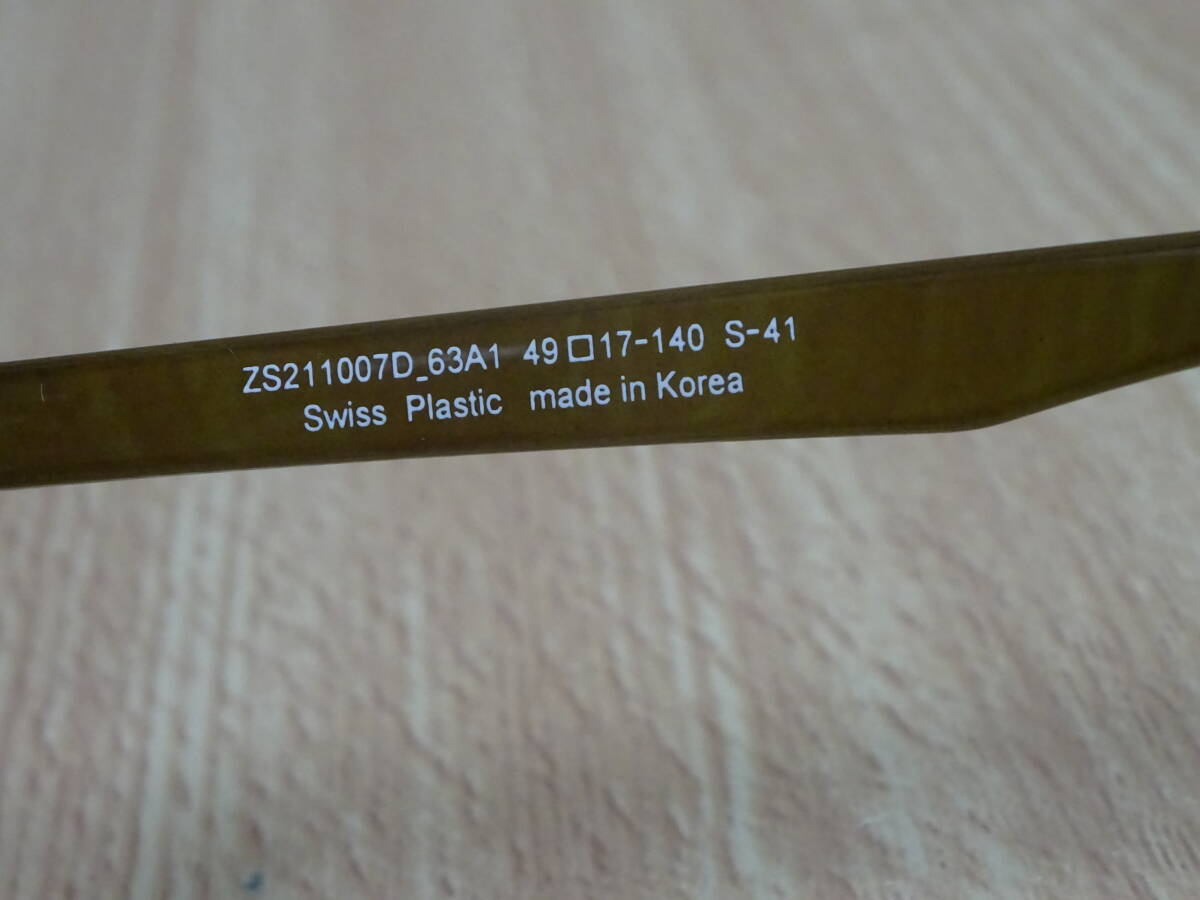 ZS211007D_63A1 49□17-140 S-41
Swiss Plastic made in Korea